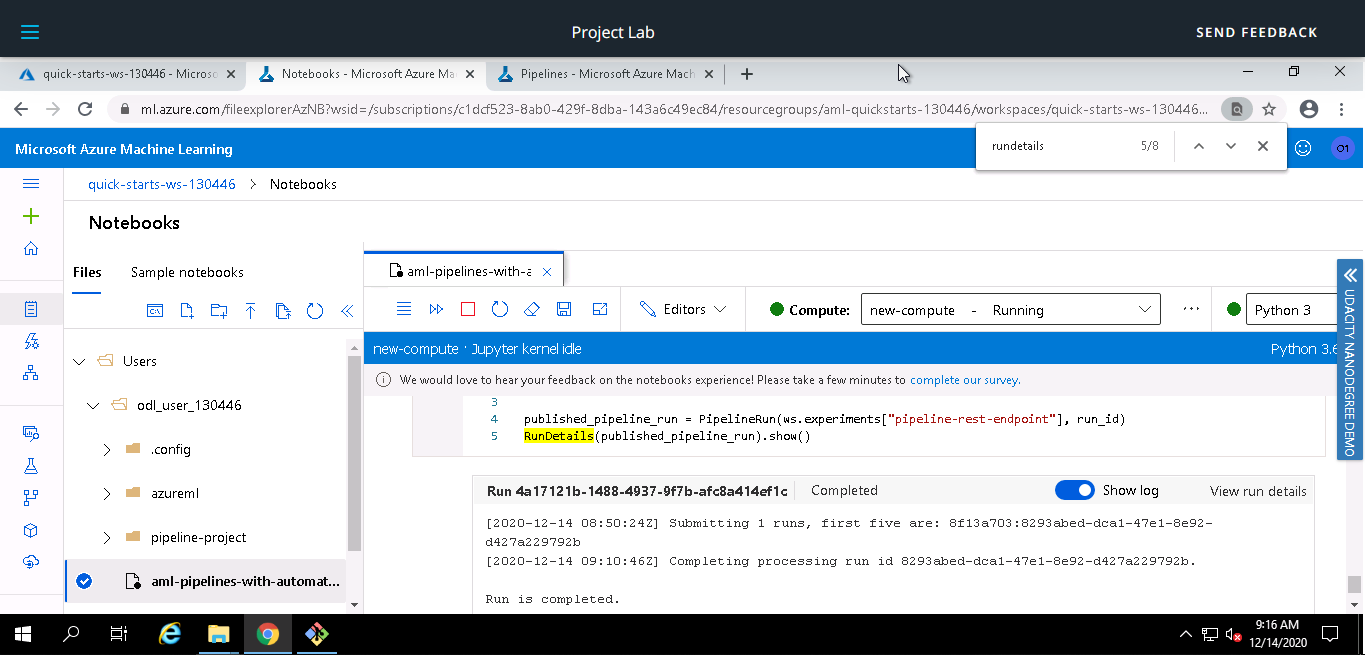 Project Lab
SEND FEEDBACK
quick-starts-ws-130446 - Microso
Notebooks - Microsoft Azure Mac
Pipelines - Microsoft Azure Mach
ml.azure.com/fileexplorerAzNB?wsid=/subscriptions/c1dcf523-8ab0-429f-8dba-143a6c49ec84/resourcegroups/aml-quickstarts-130446/workspaces/quick-starts-ws-130446...
Microsoft Azure Machine Learning
rundetails
5/8
O1
quick-starts-ws-130446 > Notebooks
Notebooks
Files
Sample notebooks
aml-pipelines-with-a
Editors
Compute:
new-compute - Running
Python 3
new-compute · Jupyter kernel idle
Python 3.6
We would love to hear your feedback on the notebooks experience! Please take a few minutes to complete our survey.
Users
odl_user_130446
.config
azureml
pipeline-project
aml-pipelines-with-automat...
3
4 published_pipeline_run = PipelineRun(ws.experiments["pipeline-rest-endpoint"], run_id)
5 RunDetails(published_pipeline_run).show()
Run 4a17121b-1488-4937-9f7b-afc8a414ef1c
Completed
Show log
View run details
[2020-12-14 08:50:24Z] Submitting 1 runs, first five are: 8f13a703:8293abed-dca1-47e1-8e92-
d427a229792b
[2020-12-14 09:10:46Z] Completing processing run id 8293abed-dca1-47e1-8e92-d427a229792b.
Run is completed.
UDACITY NANODEGREE DEMO
9:16 AM
12/14/2020